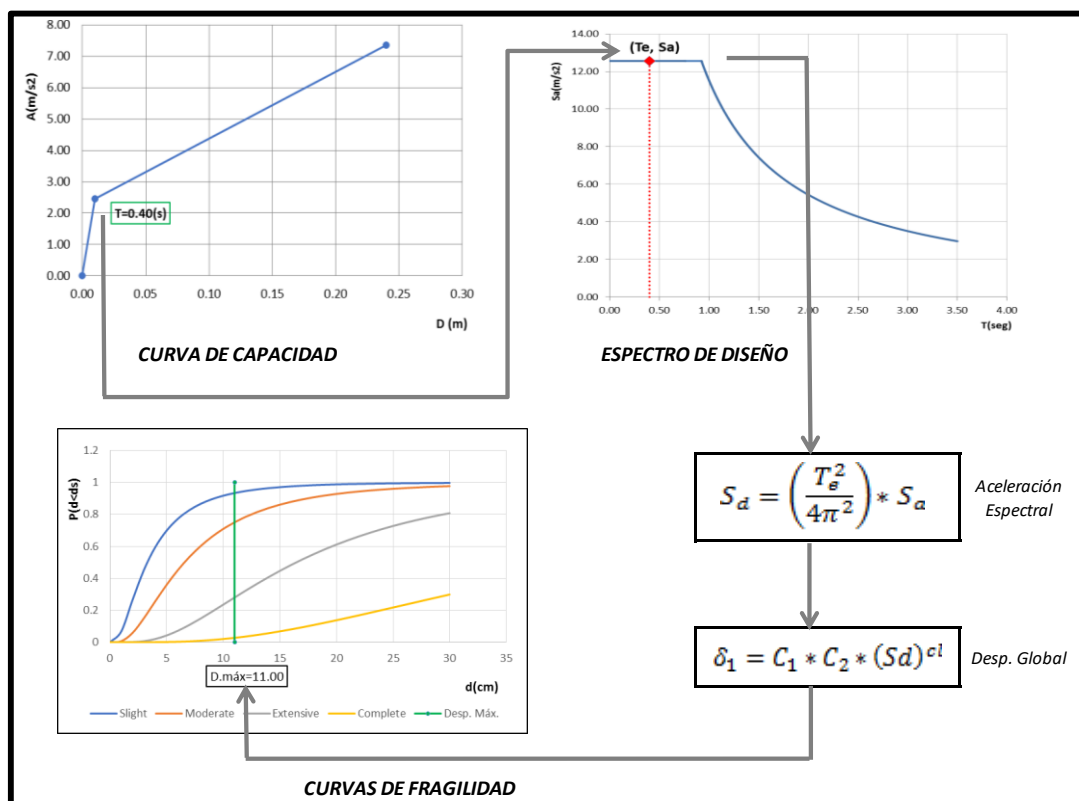 8.00
7.00
6.00
5.00
4.00
3.00
2.00
1.00
0.00
A(m/s2)
T=0.40(s)
0.00 0.05 0.10 0.15 0.20 0.25 0.30
D (m)
CURVA DE CAPACIDAD
14.00
12.00
10.00
8.00
6.00
4.00
2.00
0.00
Sa(m/s2)
(Te, Sa)
0.00 0.50 1.00 1.50 2.00 2.50 3.00 3.50 4.00
T(seg)
ESPECTRO DE DISEÑO
S_d = (T_e^2 / 4π^2) * S_a
Aceleración
Espectral
δ_1 = C_1 * C_2 * (Sd)^cl
Desp. Global
1.2
1
0.8
0.6
0.4
0.2
0
P(d<ds)
0 5 10 15 20 25 30 35
D.máx=11.00
d(cm)
Slight Moderate Extensive Complete Desp. Máx.
CURVAS DE FRAGILIDAD